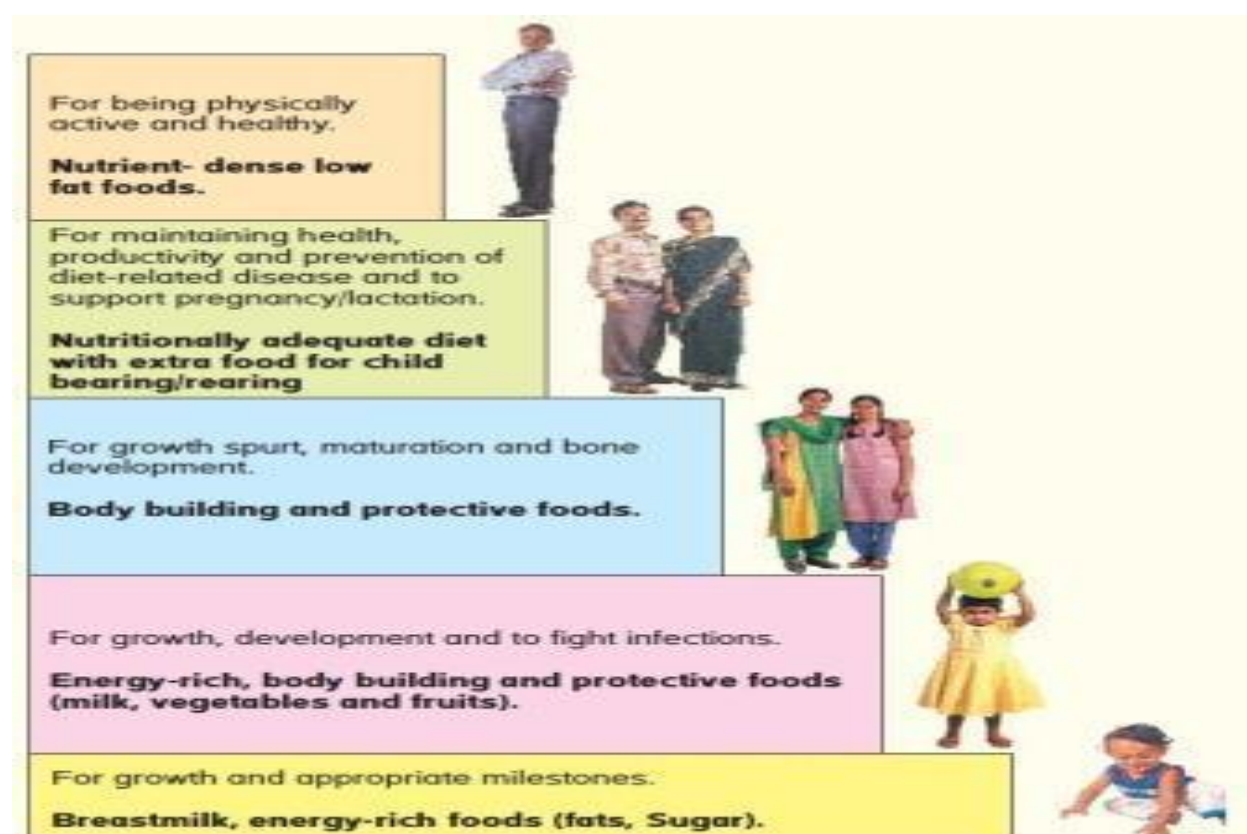 For being physically
active and healthy.
Nutrient- dense low
fat foods.
For maintaining health,
productivity and prevention of
diet-related disease and to
support pregnancy/lactation.
Nutritionally adequate diet
with extra food for child
bearing/rearing
For growth spurt, maturation and bone
development.
Body building and protective foods.
For growth, development and to fight infections.
Energy-rich, body building and protective foods
(milk, vegetables and fruits).
For growth and appropriate milestones.
Breastmilk, energy-rich foods (fats, Sugar).